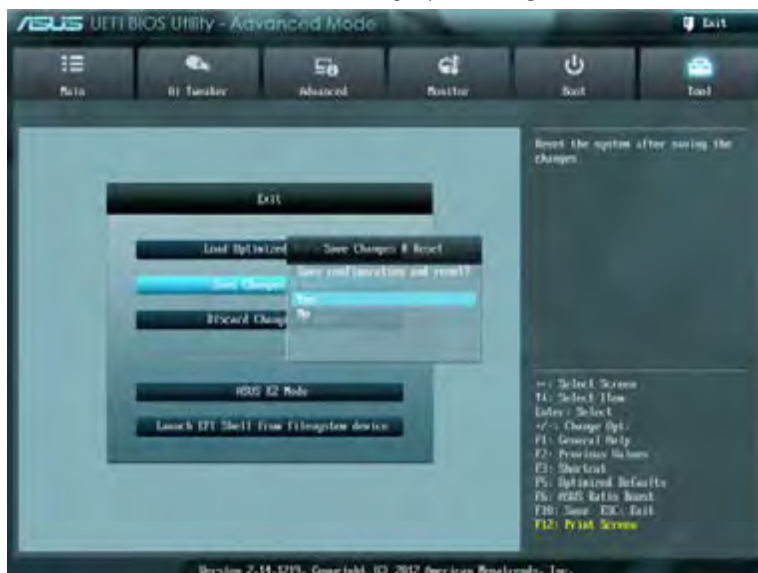 ASUS UEFI BIOS Utility - Advanced Mode
Exit
Main
Ai Tweaker
Advanced
Monitor
Boot
Tool
Exit
Load Optimized
Save Changes & Reset
Save configuration and reset?
Save Chang
Yes
No
Discard Chang
ASUS EZ Mode
Launch EFI Shell from filesystem device
Reset the system after saving the
changes
Select Screen
Select Item
Enter: Select
+/-: Change Opt.
F1: General Help
F2: Previous Values
F3: Shortcut
F5: Optimized Defaults
F6: ASUS Ratio Boost
F10: Save ESC: Exit
F12: Print Screen
Version 2.14.1219. Copyright (C) 2012 American Megatrends, Inc.